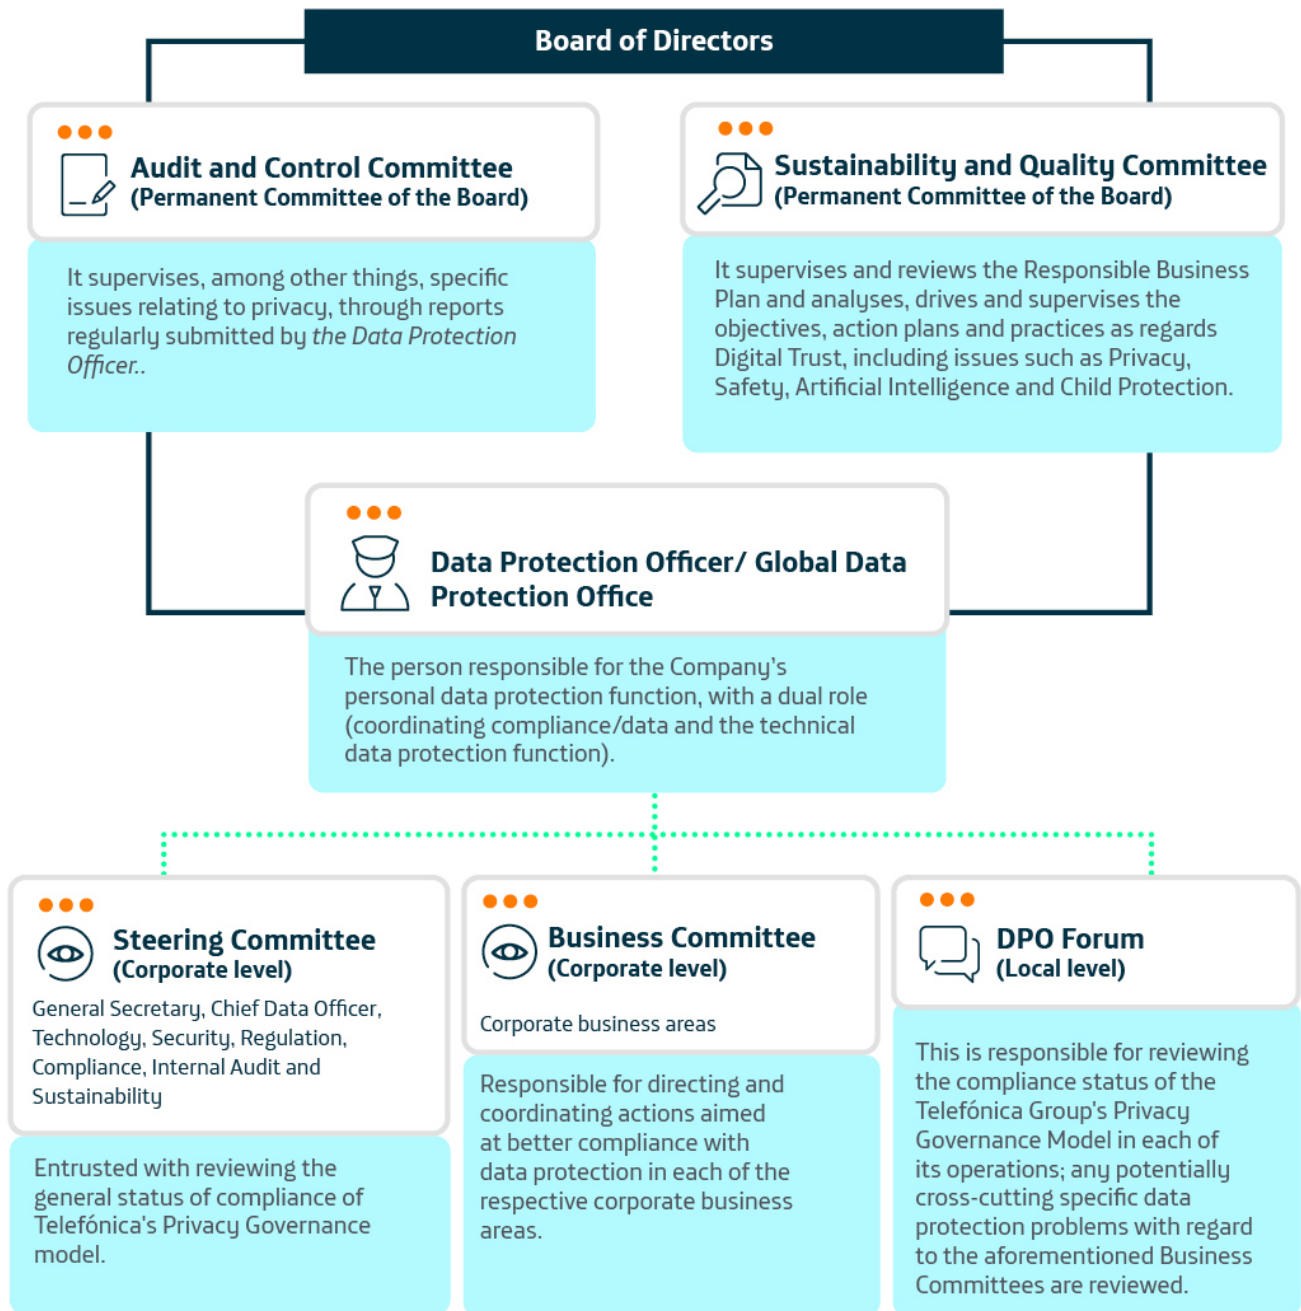 Board of Directors
Audit and Control Committee
(Permanent Committee of the Board)
It supervises, among other things, specific
issues relating to privacy, through reports
regularly submitted by the Data Protection
Officer..
Sustainability and Quality Committee
(Permanent Committee of the Board)
It supervises and reviews the Responsible Business
Plan and analyses, drives and supervises the
objectives, action plans and practices as regards
Digital Trust, including issues such as Privacy,
Safety, Artificial Intelligence and Child Protection.
Data Protection Officer/ Global Data
Protection Office
The person responsible for the Company's
personal data protection function, with a dual role
(coordinating compliance/data and the technical
data protection function).
Steering Committee
(Corporate level)
General Secretary, Chief Data Officer,
Technology, Security, Regulation,
Compliance, Internal Audit and
Sustainability
Entrusted with reviewing the
general status of compliance of
Telefónica's Privacy Governance
model.
Business Committee
(Corporate level)
Corporate business areas
Responsible for directing and
coordinating actions aimed
at better compliance with
data protection in each of the
respective corporate business
areas.
DPO Forum
(Local level)
This is responsible for reviewing
the compliance status of the
Telefónica Group's Privacy
Governance Model in each of
its operations; any potentially
cross-cutting specific data
protection problems with regard
to the aforementioned Business
Committees are reviewed.